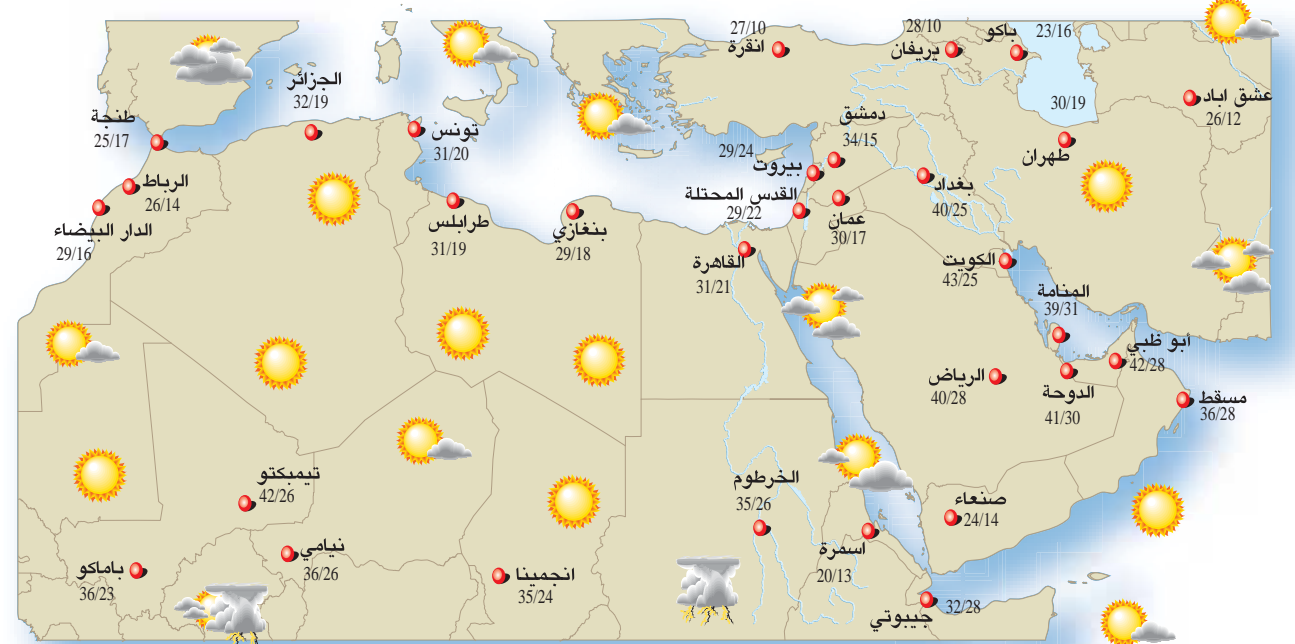 27/10
انقرة
28/10
يريفان
باكو
23/16
عشق اباد
26/12
30/19
طهران
الجزائر
32/19
طنجة
25/17
تونس
31/20
دمشق
34/15
29/24
بيروت
بغداد
40/25
الرباط
26/14
الدار البيضاء
29/16
طرابلس
31/19
بنغازي
29/18
القدس المحتلة
29/22
عمان
30/17
القاهرة
31/21
الكويت
43/25
المنامة
39/31
أبو ظبي
42/28
الرياض
40/28
الدوحة
41/30
مسقط
36/28
تيمبكتو
42/26
الخرطوم
35/26
صنعاء
24/14
باماكو
36/23
نيامي
36/26
انجمينا
35/24
اسمرة
20/13
جيبوتي
32/28